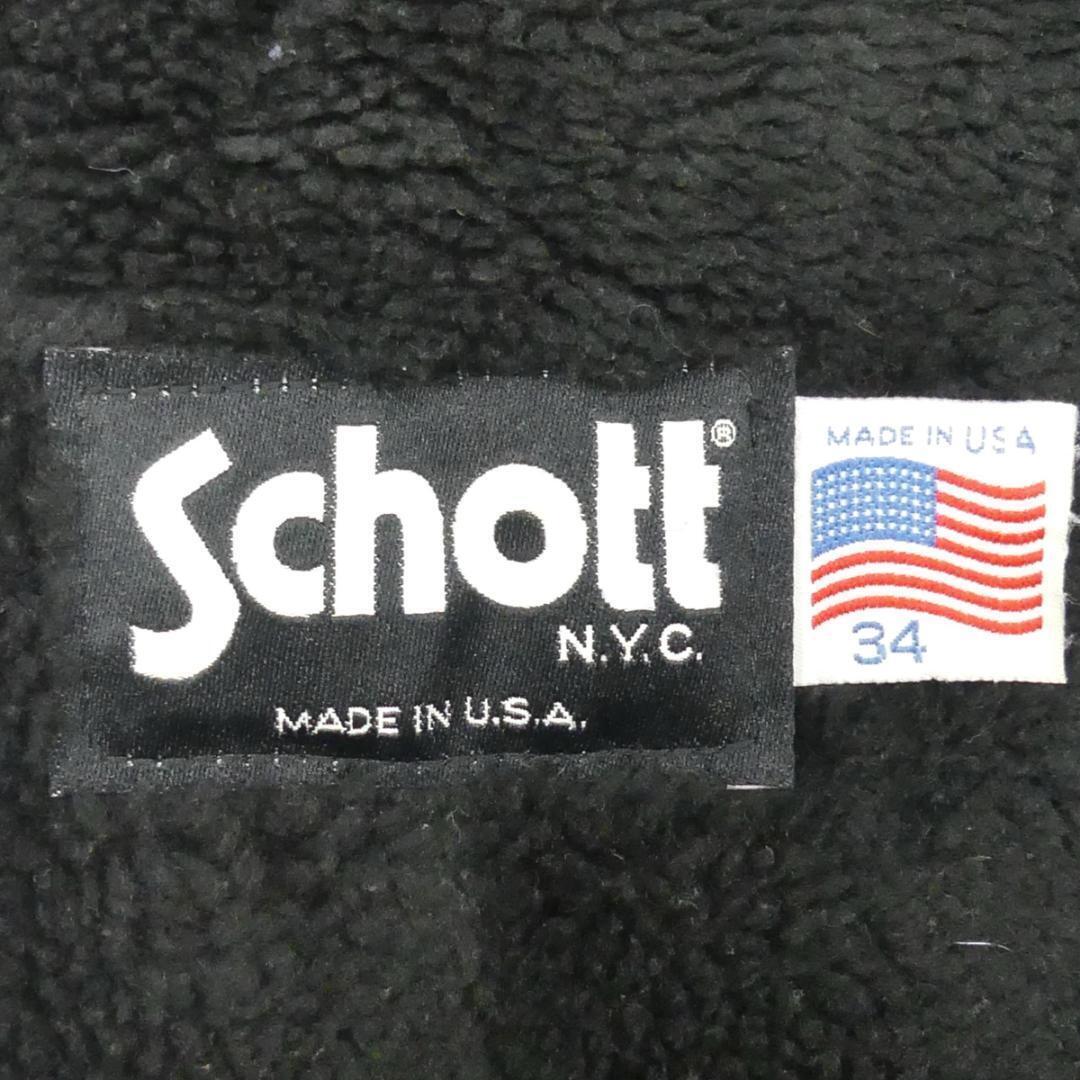 Schott®
N.Y.C.
MADE IN U.S.A.
MADE IN USA
34